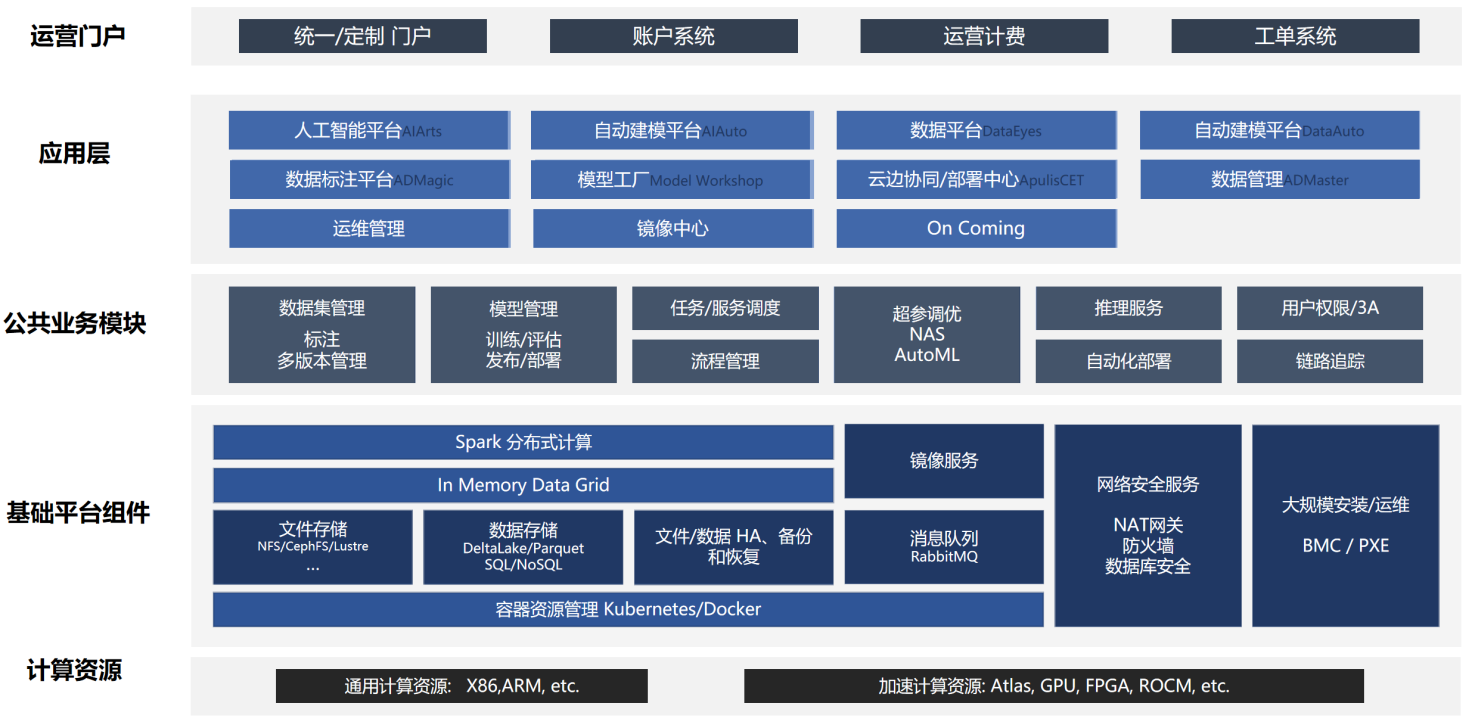 运营门户
统一/定制 门户
账户系统
运营计费
工单系统
应用层
人工智能平台AIArts
自动建模平台AIAuto
数据平台DataEyes
自动建模平台DataAuto
数据标注平台ADMagic
模型工厂Model Workshop
云边协同/部署中心ApulisCET
数据管理ADMaster
运维管理
镜像中心
On Coming
公共业务模块
数据集管理
标注
多版本管理
模型管理
训练/评估
发布/部署
任务/服务调度
流程管理
超参调优
NAS
AutoML
推理服务
自动化部署
用户权限/3A
链路追踪
基础平台组件
Spark 分布式计算
In Memory Data Grid
文件存储
NFS/CephFS/Lustre
...
数据存储
DeltaLake/Parquet
SQL/NoSQL
文件/数据 HA、备份
和恢复
容器资源管理 Kubernetes/Docker
镜像服务
消息队列
RabbitMQ
网络安全服务
NAT网关
防火墙
数据库安全
大规模安装/运维
BMC / PXE
计算资源
通用计算资源: X86,ARM, etc.
加速计算资源: Atlas, GPU, FPGA, ROCM, etc.